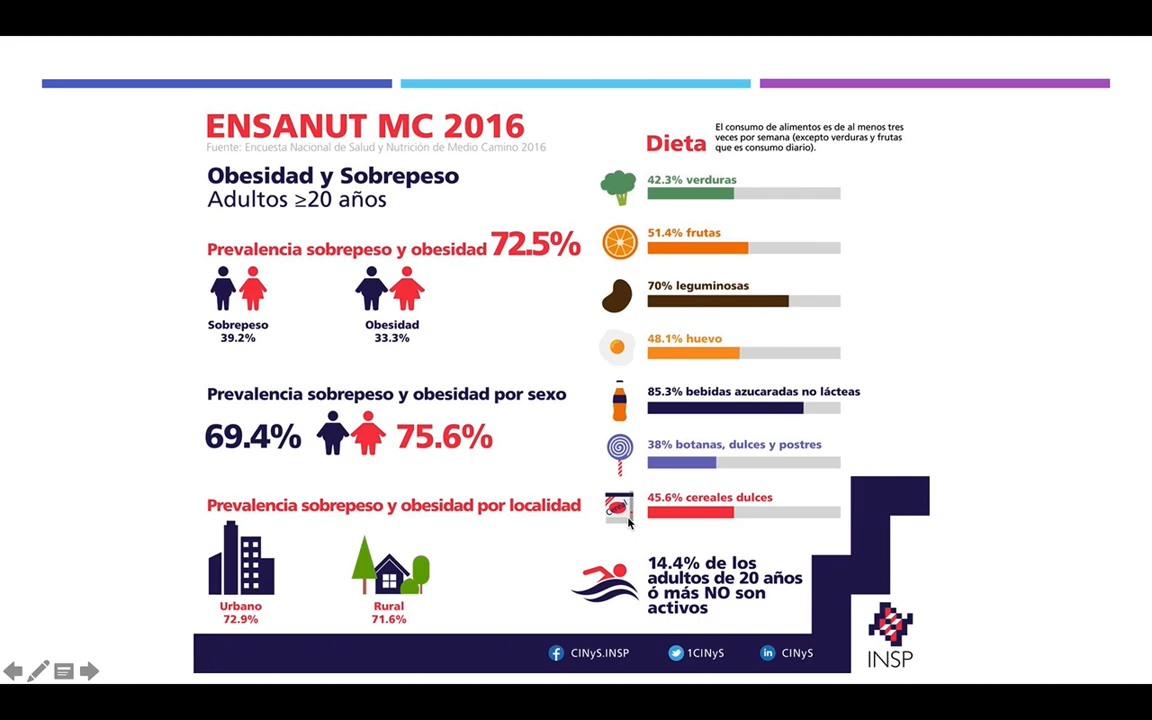 ENSANUT MC 2016
Fuente: Encuesta Nacional de Salud y Nutrición de Medio Camino 2016
Obesidad y Sobrepeso
Adultos ≥20 años
Prevalencia sobrepeso y obesidad 72.5%
Sobrepeso
39.2%
Obesidad
33.3%
Prevalencia sobrepeso y obesidad por sexo
69.4%
75.6%
Prevalencia sobrepeso y obesidad por localidad
Urbano
72.9%
Rural
71.6%
Dieta
El consumo de alimentos es de al menos tres
veces por semana (excepto verduras y frutas
que es consumo diario).
42.3% verduras
51.4% frutas
70% leguminosas
48.1% huevo
85.3% bebidas azucaradas no lácteas
38% botanas, dulces y postres
45.6% cereales dulces
Cereal
14.4% de los
adultos de 20 años
ó más NO son
activos
CINyS.INSP
1CINyS
CINyS
INSP